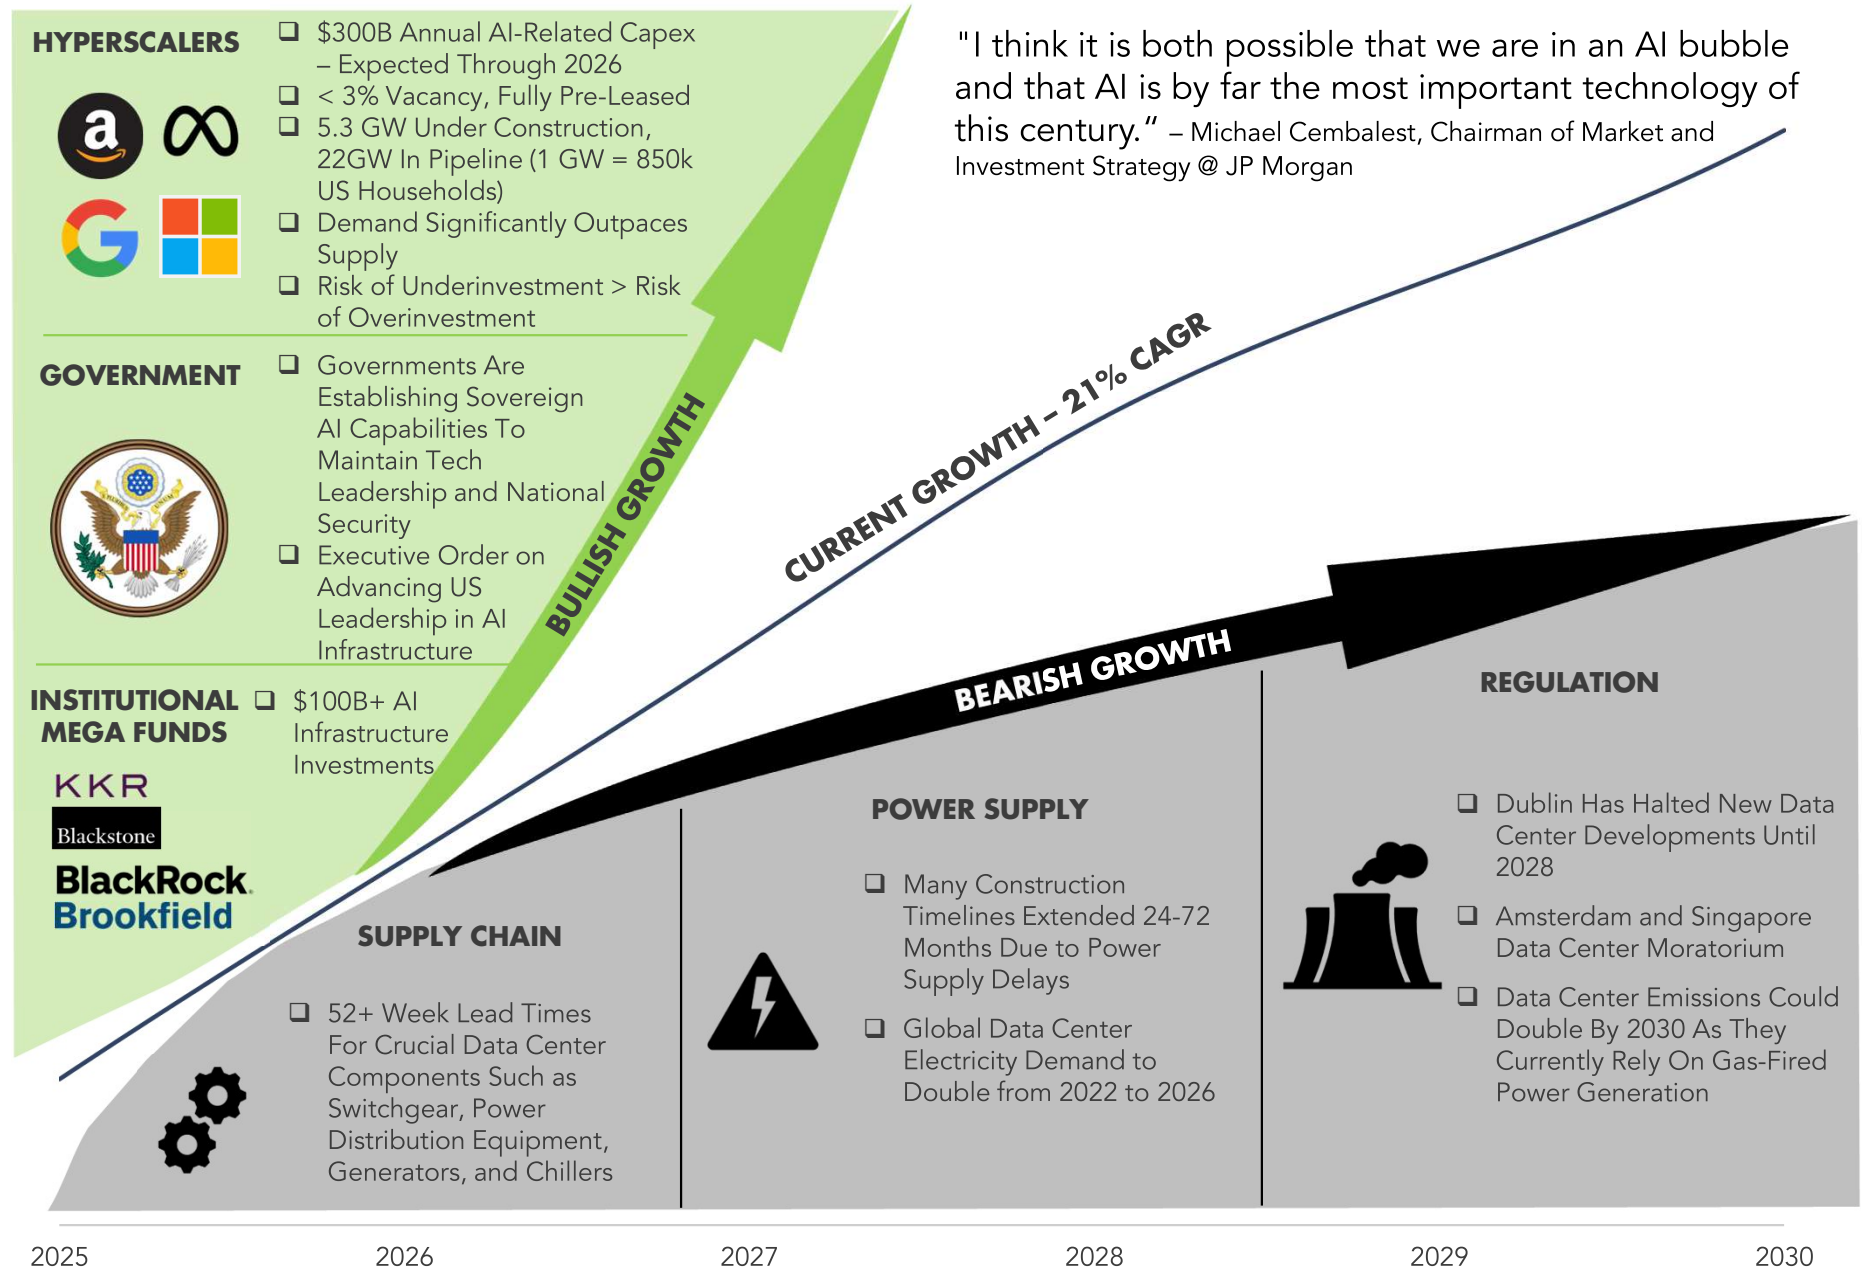 HYPERSCALERS
❑ $300B Annual AI-Related Capex
– Expected Through 2026
❑ < 3% Vacancy, Fully Pre-Leased
❑ 5.3 GW Under Construction,
22GW In Pipeline (1 GW = 850k
US Households)
❑ Demand Significantly Outpaces
Supply
❑ Risk of Underinvestment > Risk
of Overinvestment
GOVERNMENT
❑ Governments Are
Establishing Sovereign
AI Capabilities To
Maintain Tech
Leadership and National
Security
❑ Executive Order on
Advancing US
Leadership in AI
Infrastructure
INSTITUTIONAL
MEGA FUNDS
❑ $100B+ AI
Infrastructure
Investments
KKR
Blackstone
BlackRock.
Brookfield
BULLISH GROWTH
"I think it is both possible that we are in an AI bubble
and that AI is by far the most important technology of
this century.“ – Michael Cembalest, Chairman of Market and
Investment Strategy @ JP Morgan
CURRENT GROWTH – 21% CAGR
BEARISH GROWTH
SUPPLY CHAIN
❑ 52+ Week Lead Times
For Crucial Data Center
Components Such as
Switchgear, Power
Distribution Equipment,
Generators, and Chillers
POWER SUPPLY
❑ Many Construction
Timelines Extended 24-72
Months Due to Power
Supply Delays
❑ Global Data Center
Electricity Demand to
Double from 2022 to 2026
REGULATION
❑ Dublin Has Halted New Data
Center Developments Until
2028
❑ Amsterdam and Singapore
Data Center Moratorium
❑ Data Center Emissions Could
Double By 2030 As They
Currently Rely On Gas-Fired
Power Generation
2025 2026 2027 2028 2029 2030